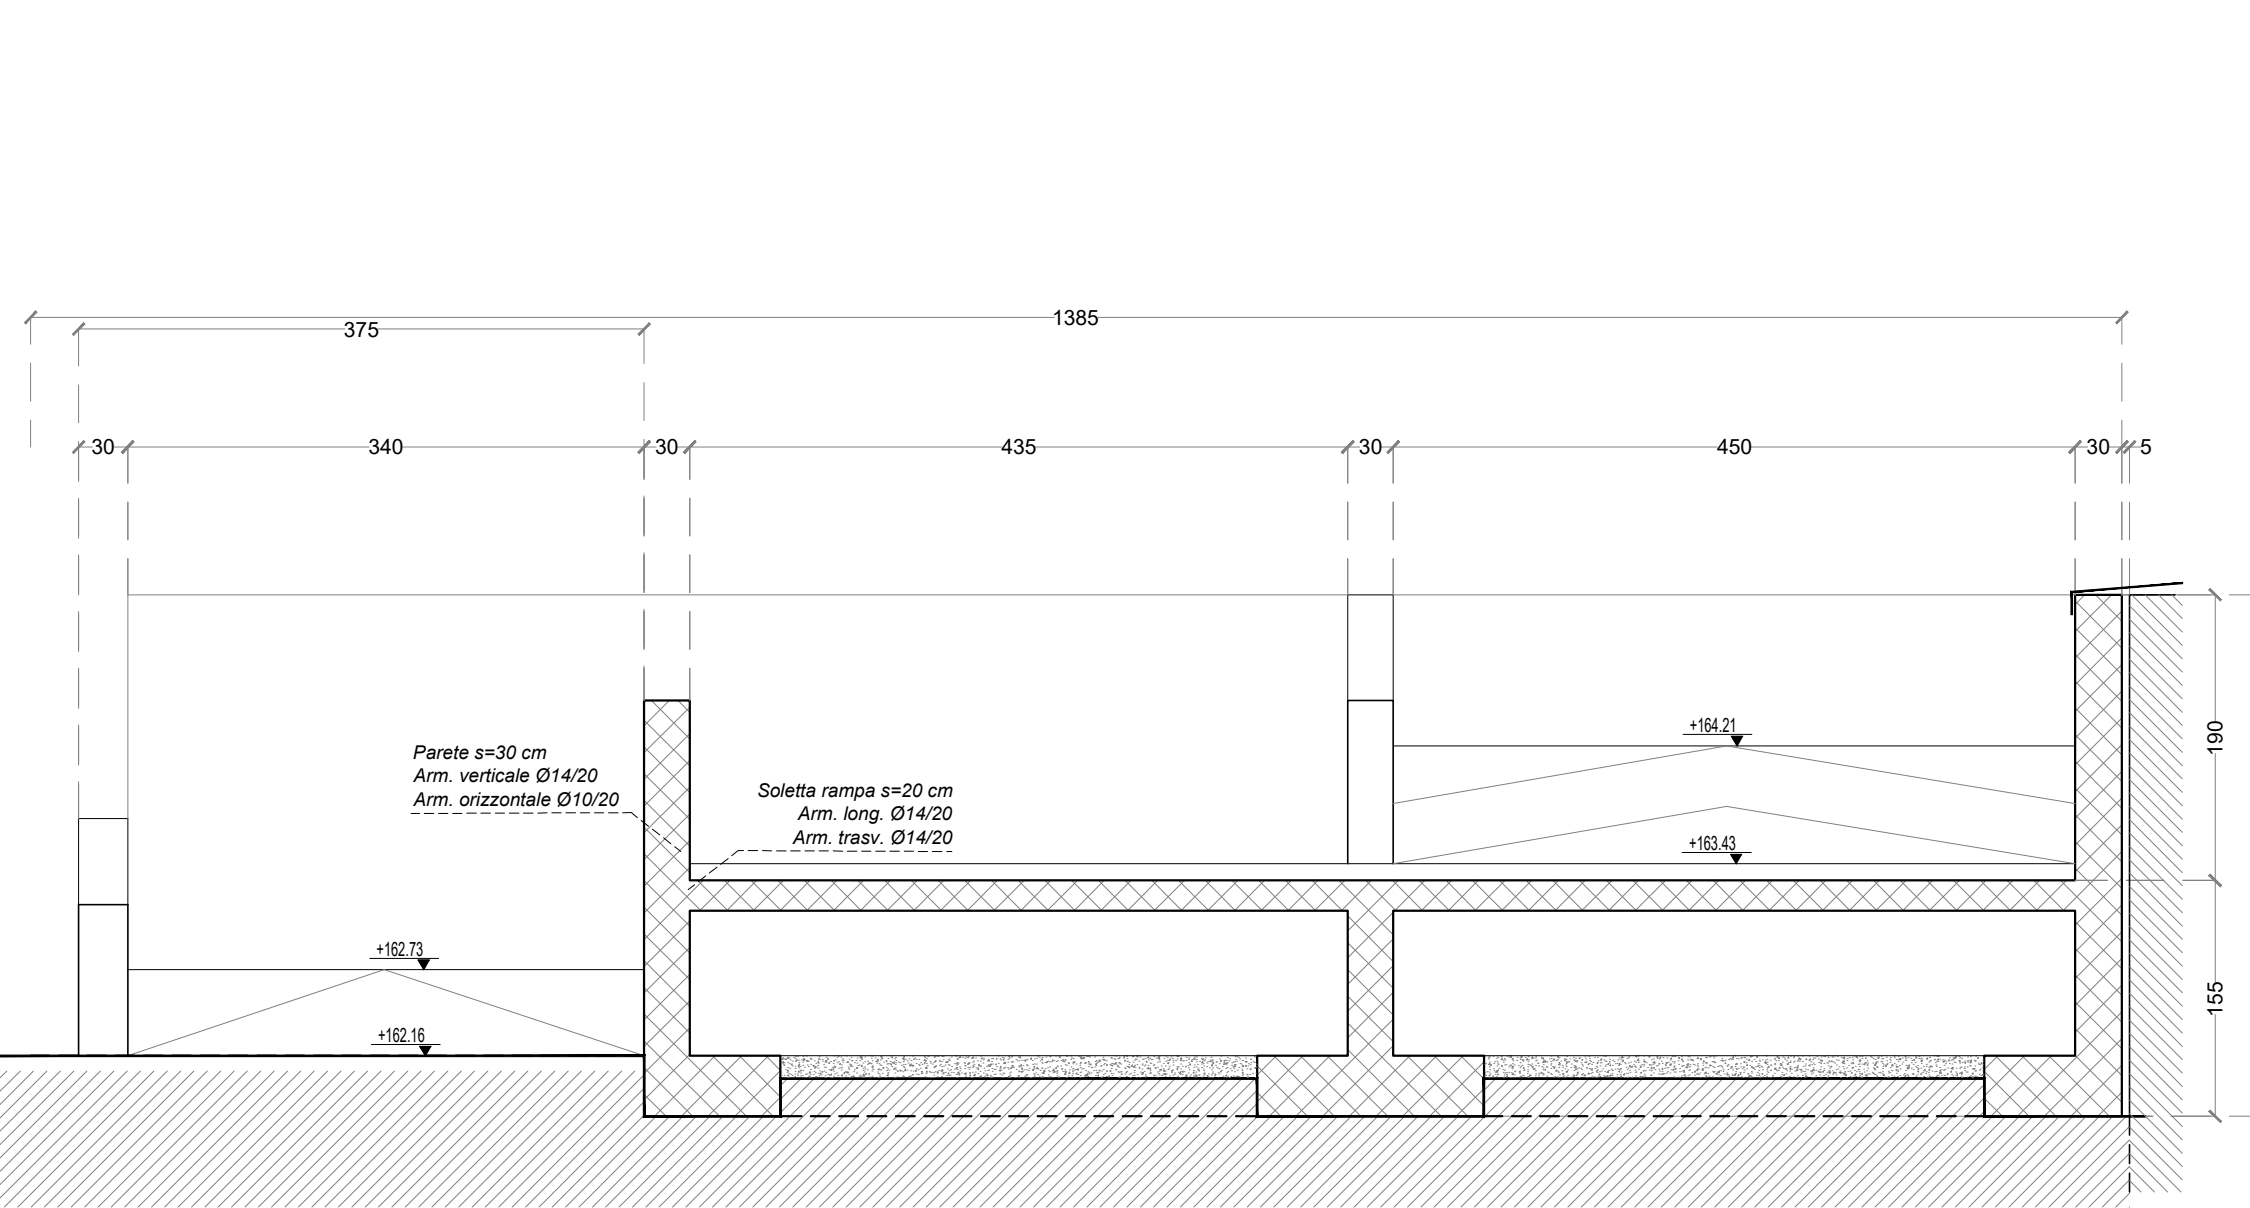 1385
375
30 340 30 435 30 450 30 5
+164.21
190
Parete s=30 cm
Arm. verticale Ø14/20
Arm. orizzontale Ø10/20
Soletta rampa s=20 cm
Arm. long. Ø14/20
Arm. trasv. Ø14/20
+163.43
+162.73
155
+162.16